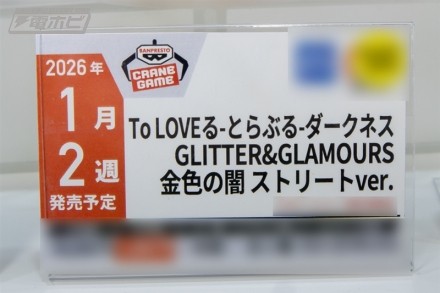 電ホビ
2026年
1月
2週
発売予定
BANPRESTO
CRANE
GAME
To LOVEる-とらぶる-ダークネス
GLITTER&GLAMOURS
金色の闇 ストリートver.